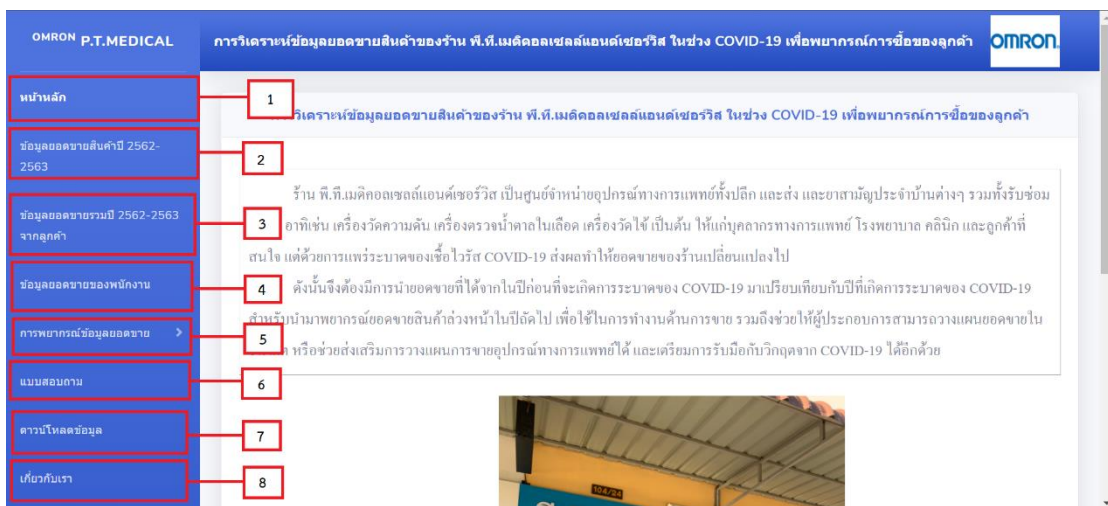 OMRON P.T.MEDICAL
การวิเคราะห์ข้อมูลยอดขายสินค้าของร้าน พี.ที.เมดิคอลเซลล์แอนด์เซอร์วิส ในช่วง COVID-19 เพื่อพยากรณ์การซื้อของลูกค้า
OMRON
หน้าหลัก
1
ข้อมูลยอดขายสินค้าปี 2562-
2563
2
ข้อมูลยอดขายรวมปี 2562-2563
จากลูกค้า
3
ข้อมูลยอดขายของพนักงาน
4
การพยากรณ์ข้อมูลยอดขาย
5
แบบสอบถาม
6
ดาวน์โหลดข้อมูล
7
เกี่ยวกับเรา
8
วิเคราะห์ข้อมูลยอดขายสินค้าของร้าน พี.ที.เมดิคอลเซลล์แอนด์เซอร์วิส ในช่วง COVID-19 เพื่อพยากรณ์การซื้อของลูกค้า
ร้าน พี.ที.เมดิคอลเซลล์แอนด์เซอร์วิส เป็นศูนย์จำหน่ายอุปกรณ์ทางการแพทย์ทั้งปลีก และส่ง และยาสามัญประจำบ้านต่างๆ รวมทั้งรับซ่อม
อาทิเช่น เครื่องวัดความดัน เครื่องตรวจน้ำตาลในเลือด เครื่องวัดไข้ เป็นต้น ให้แก่บุคลากรทางการแพทย์ โรงพยาบาล คลินิก และลูกค้าที่
สนใจ แต่ด้วยการแพร่ระบาดของเชื้อไวรัส COVID-19 ส่งผลทำให้ยอดขายของร้านเปลี่ยนแปลงไป
ดังนั้นจึงต้องมีการนำยอดขายที่ได้จากในปีก่อนที่จะเกิดการระบาดของ COVID-19 มาเปรียบเทียบกับปีที่เกิดการระบาดของ COVID-19
สำหรับนำมาพยากรณ์ยอดขายสินค้าล่วงหน้าในปีถัดไป เพื่อใช้ในการทำงานด้านการขาย รวมถึงช่วยให้ผู้ประกอบการสามารถวางแผนยอดขายใน
หรือช่วยส่งเสริมการวางแผนการขายอุปกรณ์ทางการแพทย์ได้ และเตรียมการรับมือกับวิกฤตจาก COVID-19 ได้อีกด้วย
104/24